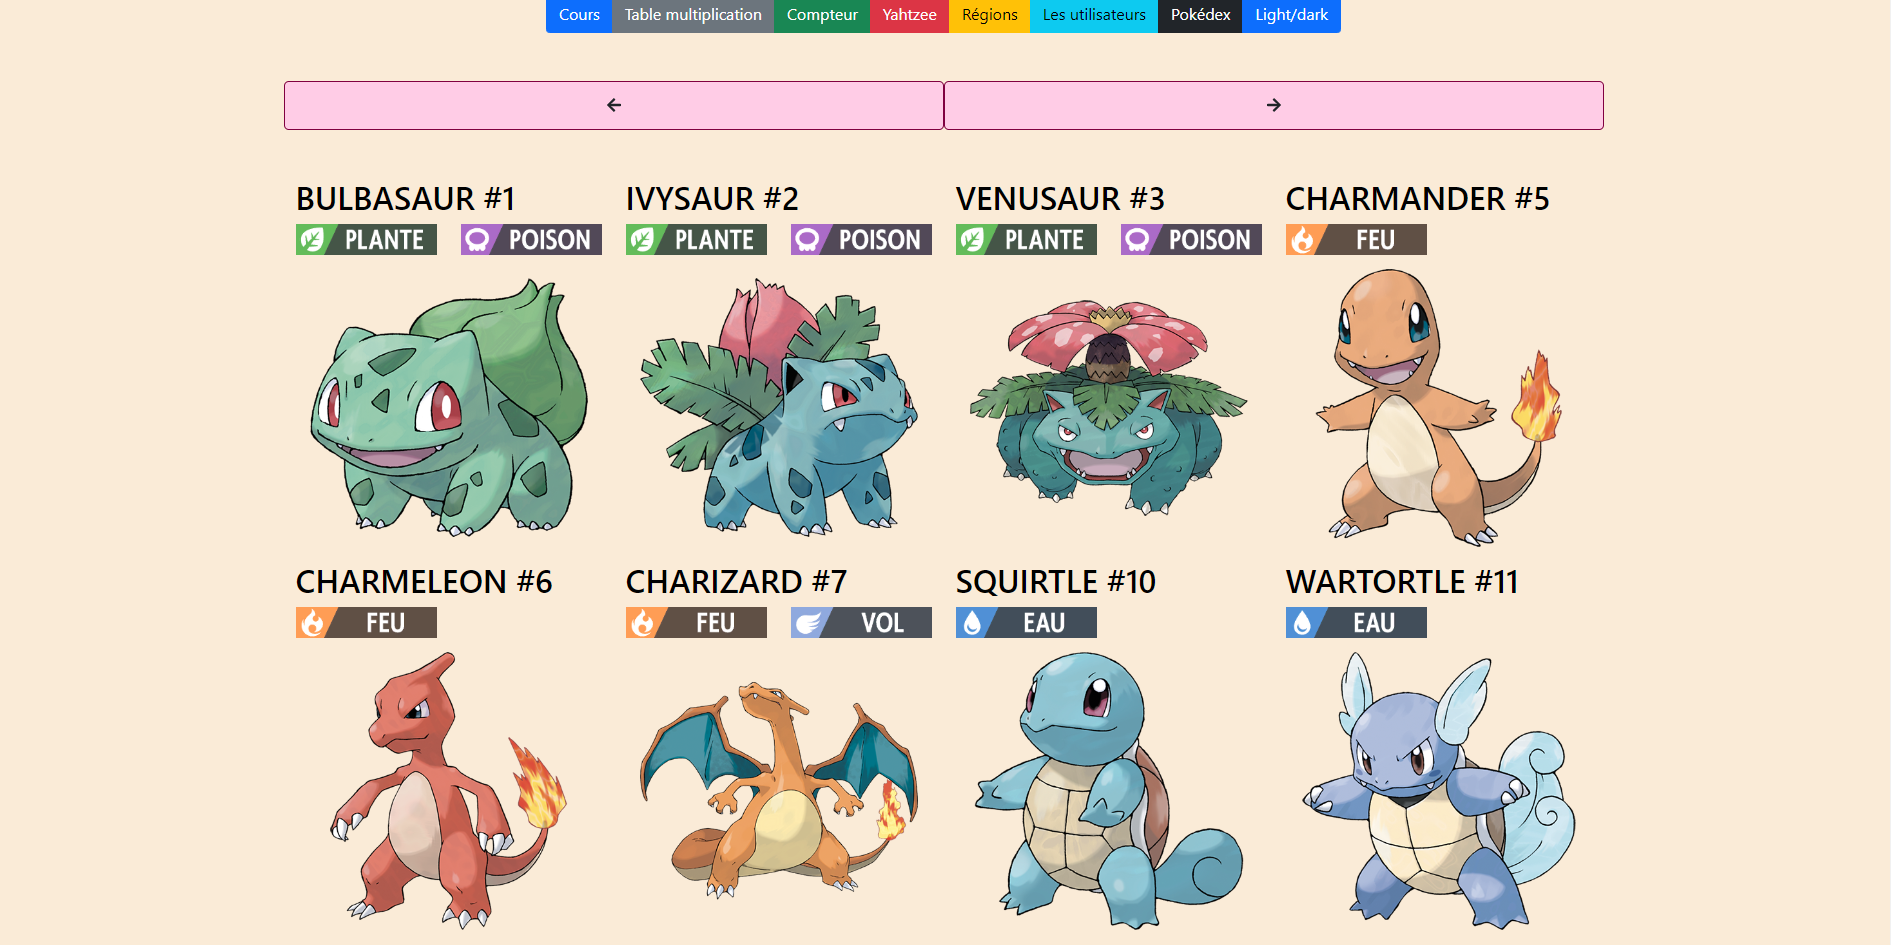 Cours Table multiplication Compteur Yahtzee Régions Les utilisateurs Pokédex Light/dark
← →
BULBASAUR #1 IVYSAUR #2 VENUSAUR #3 CHARMANDER #5
PLANTE POISON PLANTE POISON PLANTE POISON FEU
CHARMELEON #6 CHARIZARD #7 SQUIRTLE #10 WARTORTLE #11
FEU FEU VOL EAU EAU